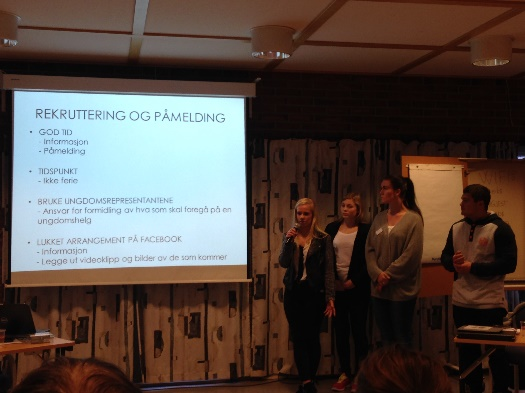 REKRUTTERING OG PÅMELDING
• GOD TID
- Informasjon
- Påmelding
• TIDSPUNKT
- Ikke ferie
• BRUKE UNGDOMSREPRESENTANTENE
- Ansvar for formidling av hva som skal foregå på en
ungdomshelg
• LUKKET ARRANGEMENT PÅ FACEBOOK
- Informasjon
- Legge ut videoklipp og bilder av de som kommer